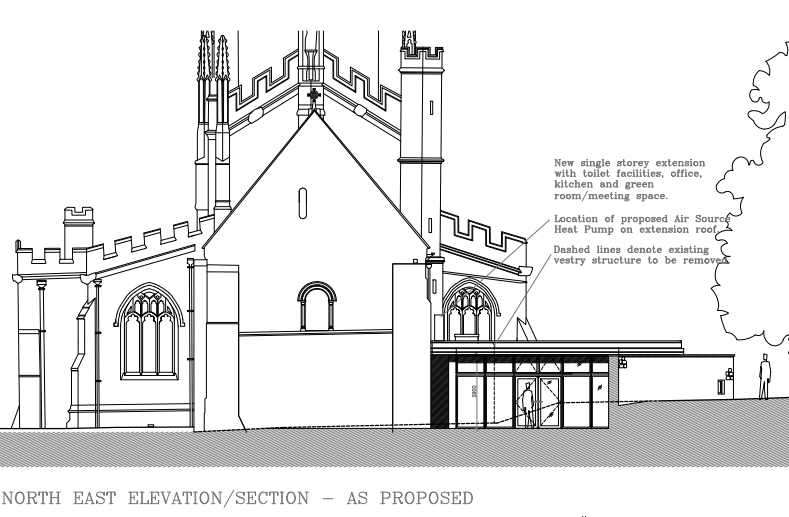 New single storey extension
with toilet facilities, office,
kitchen and green
room/meeting space.
Location of proposed Air Source
Heat Pump on extension roof.
Dashed lines denote existing
vestry structure to be removed
2900
NORTH EAST ELEVATION/SECTION – AS PROPOSED